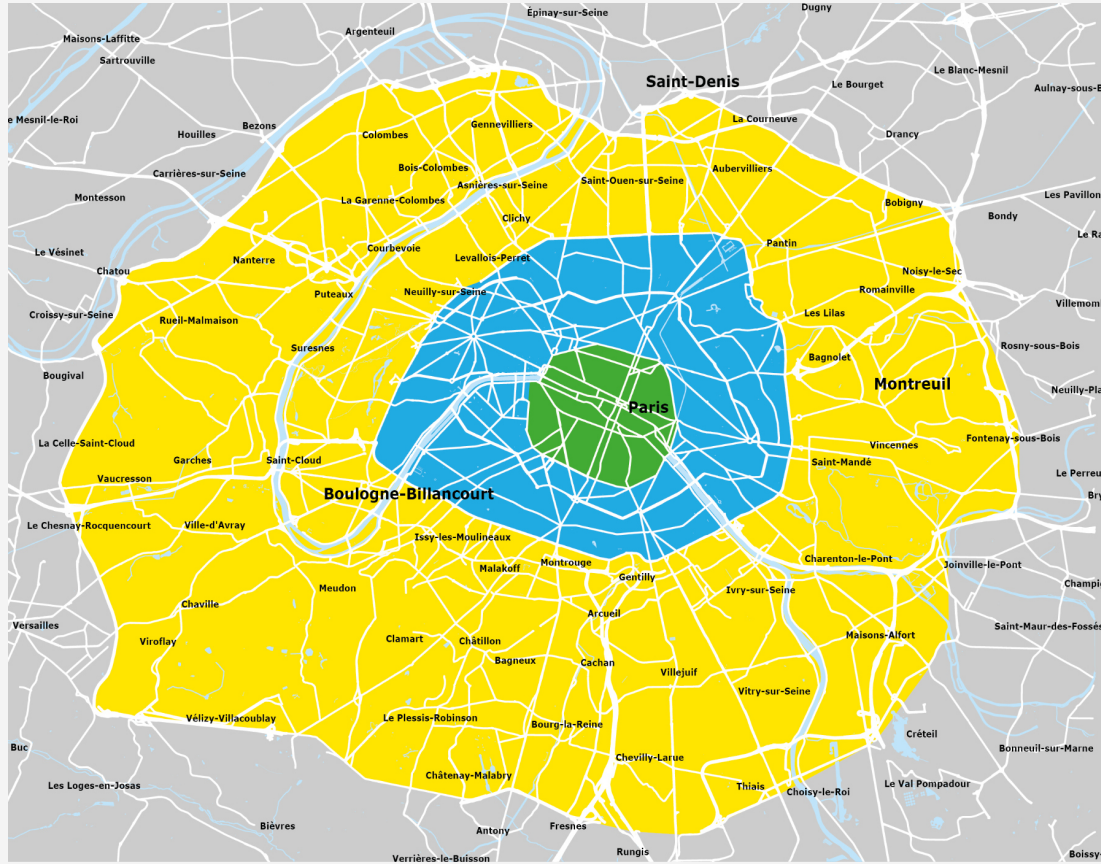 Épinay-sur-Seine
Dugny
Argenteuil
Maisons-Laffitte
Sartrouville
Le Blanc-Mesnil
Saint-Denis
Le Bourget
Aulnay-sous-B
e Mesnil-le-Roi
La Courneuve
Gennevilliers
Bezons
Houilles
Colombes
Drancy
Bois-Colombes
Aubervilliers
Carrières-sur-Seine
Asnières-sur-Seine
Saint-Ouen-sur-Seine
Montesson
Les Pavillon
La Garenne-Colombes
Bobigny
Clichy
Bondy
Le Ra
Courbevoie
Pantin
Le Vésinet
Levallois-Perret
Nanterre
Chatou
Noisy-le-Sec
Romainville
Neuilly-sur-Seine
Puteaux
Villemom
Croissy-sur-Seine
Les Lilas
Rueil-Malmaison
Rosny-sous-Bois
Suresnes
Bagnolet
Bougival
Montreuil
Neuilly-Pla
Paris
Fontenay-sous-Bois
La Celle-Saint-Cloud
Vincennes
Garches
Saint-Cloud
Saint-Mandé
Le Perreu
Vaucresson
Boulogne-Billancourt
Bry
Le Chesnay-Rocquencourt
Ville-d'Avray
Issy-les-Moulineaux
Charenton-le-Pont
Montrouge
Joinville-le-Pont
Malakoff
Gentilly
Champig
Meudon
Ivry-sur-Seine
Chaville
Arcueil
Versailles
Saint-Maur-des-Fossés
Maisons-Alfort
Viroflay
Clamart
Châtillon
Bagneux
Cachan
Villejuif
Vitry-sur-Seine
Vélizy-Villacoublay
Le Plessis-Robinson
Bourg-la-Reine
Créteil
Buc
Bonneuil-sur-Marne
Chevilly-Larue
Châtenay-Malabry
Les Loges-en-Josas
Thiais
Le Val Pompadour
Choisy-le-Roi
Bièvres
Fresnes
Antony
Rungis
Verrières-le-Buisson
Boissy-